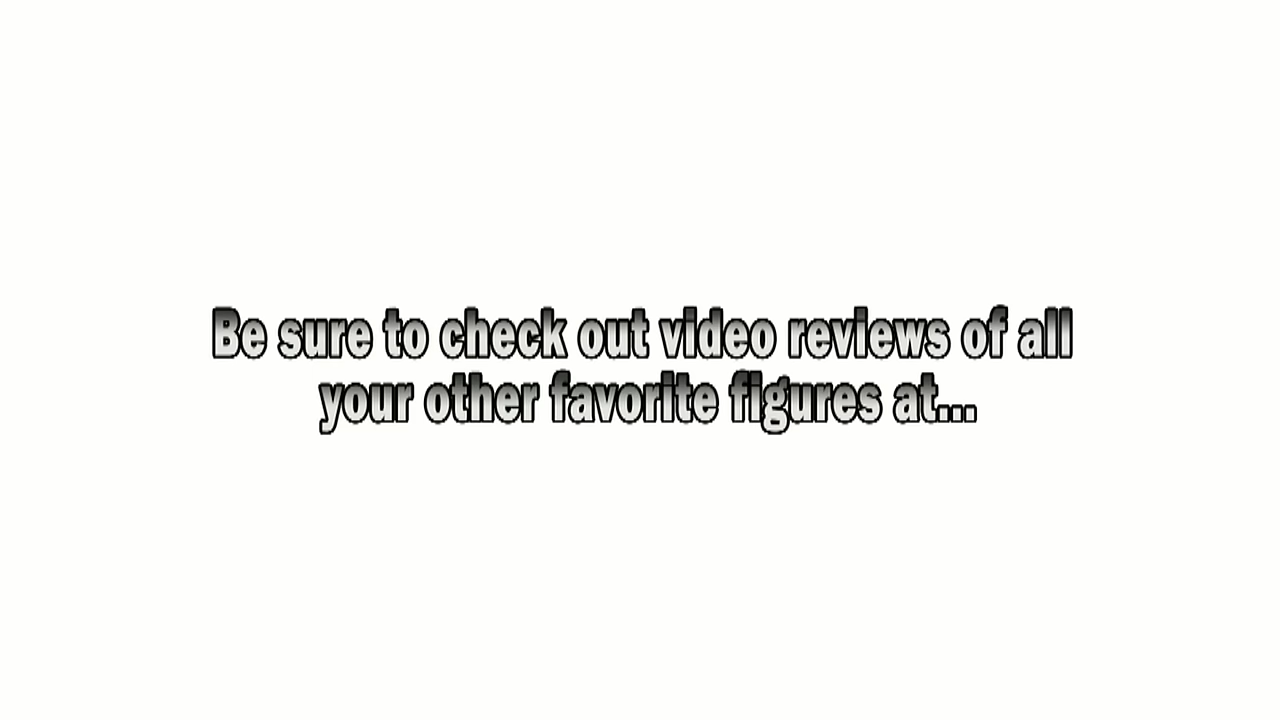 Be sure to check out video reviews of all
your other favorite figures at...